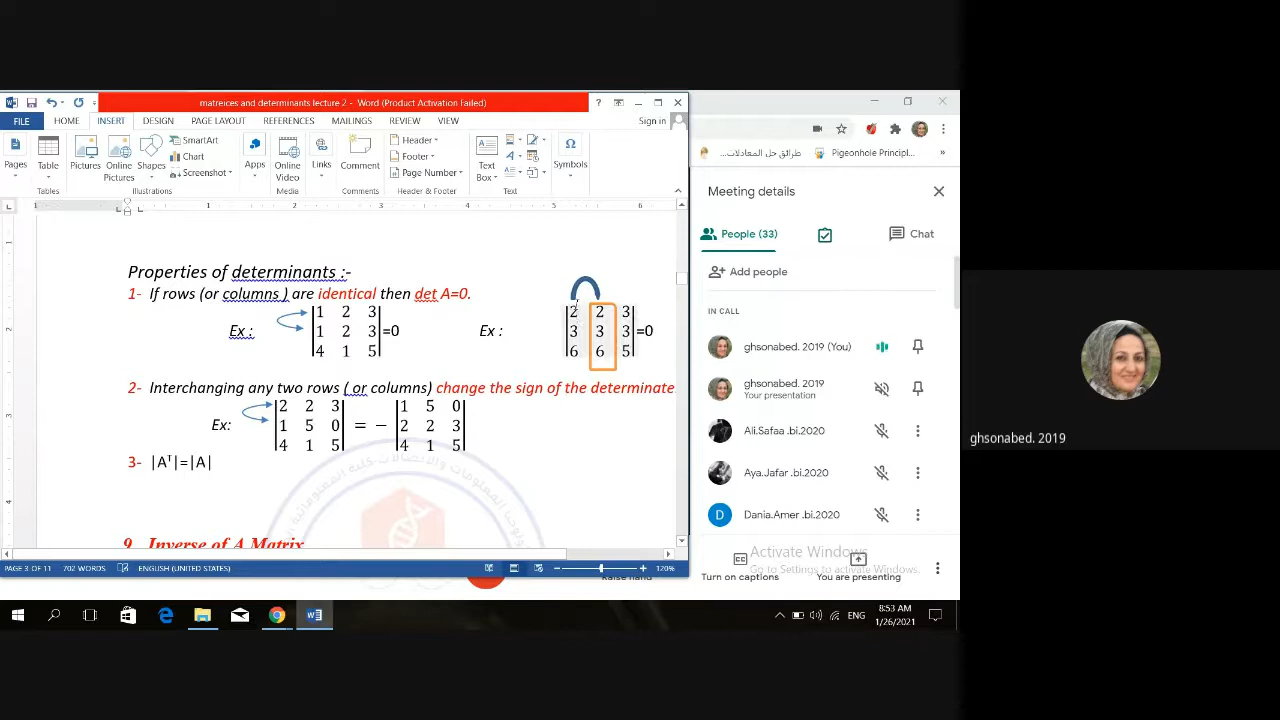 matreices and determinants lecture 2 - Word (Product Activation Failed)
FILE HOME INSERT DESIGN PAGE LAYOUT REFERENCES MAILINGS REVIEW VIEW Sign in
Pages Table Pictures Online Pictures Shapes SmartArt Chart Screenshot Apps Online Video Links Comment Header Footer Page Number Text Box Symbols
Tables Illustrations Media Comments Header & Footer Text
Properties of determinants :-
1- If rows (or columns ) are identical then det A=0.
Ex : |1 2 3| Ex : |2 2 3|
|1 2 3| =0 |3 3 3| =0
|4 1 5| |6 6 5|
2- Interchanging any two rows ( or columns) change the sign of the determinate.
|2 2 3| |1 5 0|
Ex: |1 5 0| = − |2 2 3|
|4 1 5| |4 1 5|
3- |Aᵀ|=|A|
9 Inverse of A Matrix
PAGE 3 OF 11 702 WORDS ENGLISH (UNITED STATES) 120%
طرائق حل المعادلات...
Pigeonhole Principl...
Meeting details
People (33)
Chat
Add people
IN CALL
ghsonabed. 2019 (You)
ghsonabed. 2019
Your presentation
Ali.Safaa .bi.2020
Aya.Jafar .bi.2020
D Dania.Amer .bi.2020
Activate Windows
Go to Settings to activate Windows.
Raise hand
Turn on captions
You are presenting
ENG
8:53 AM
1/26/2021
ghsonabed. 2019